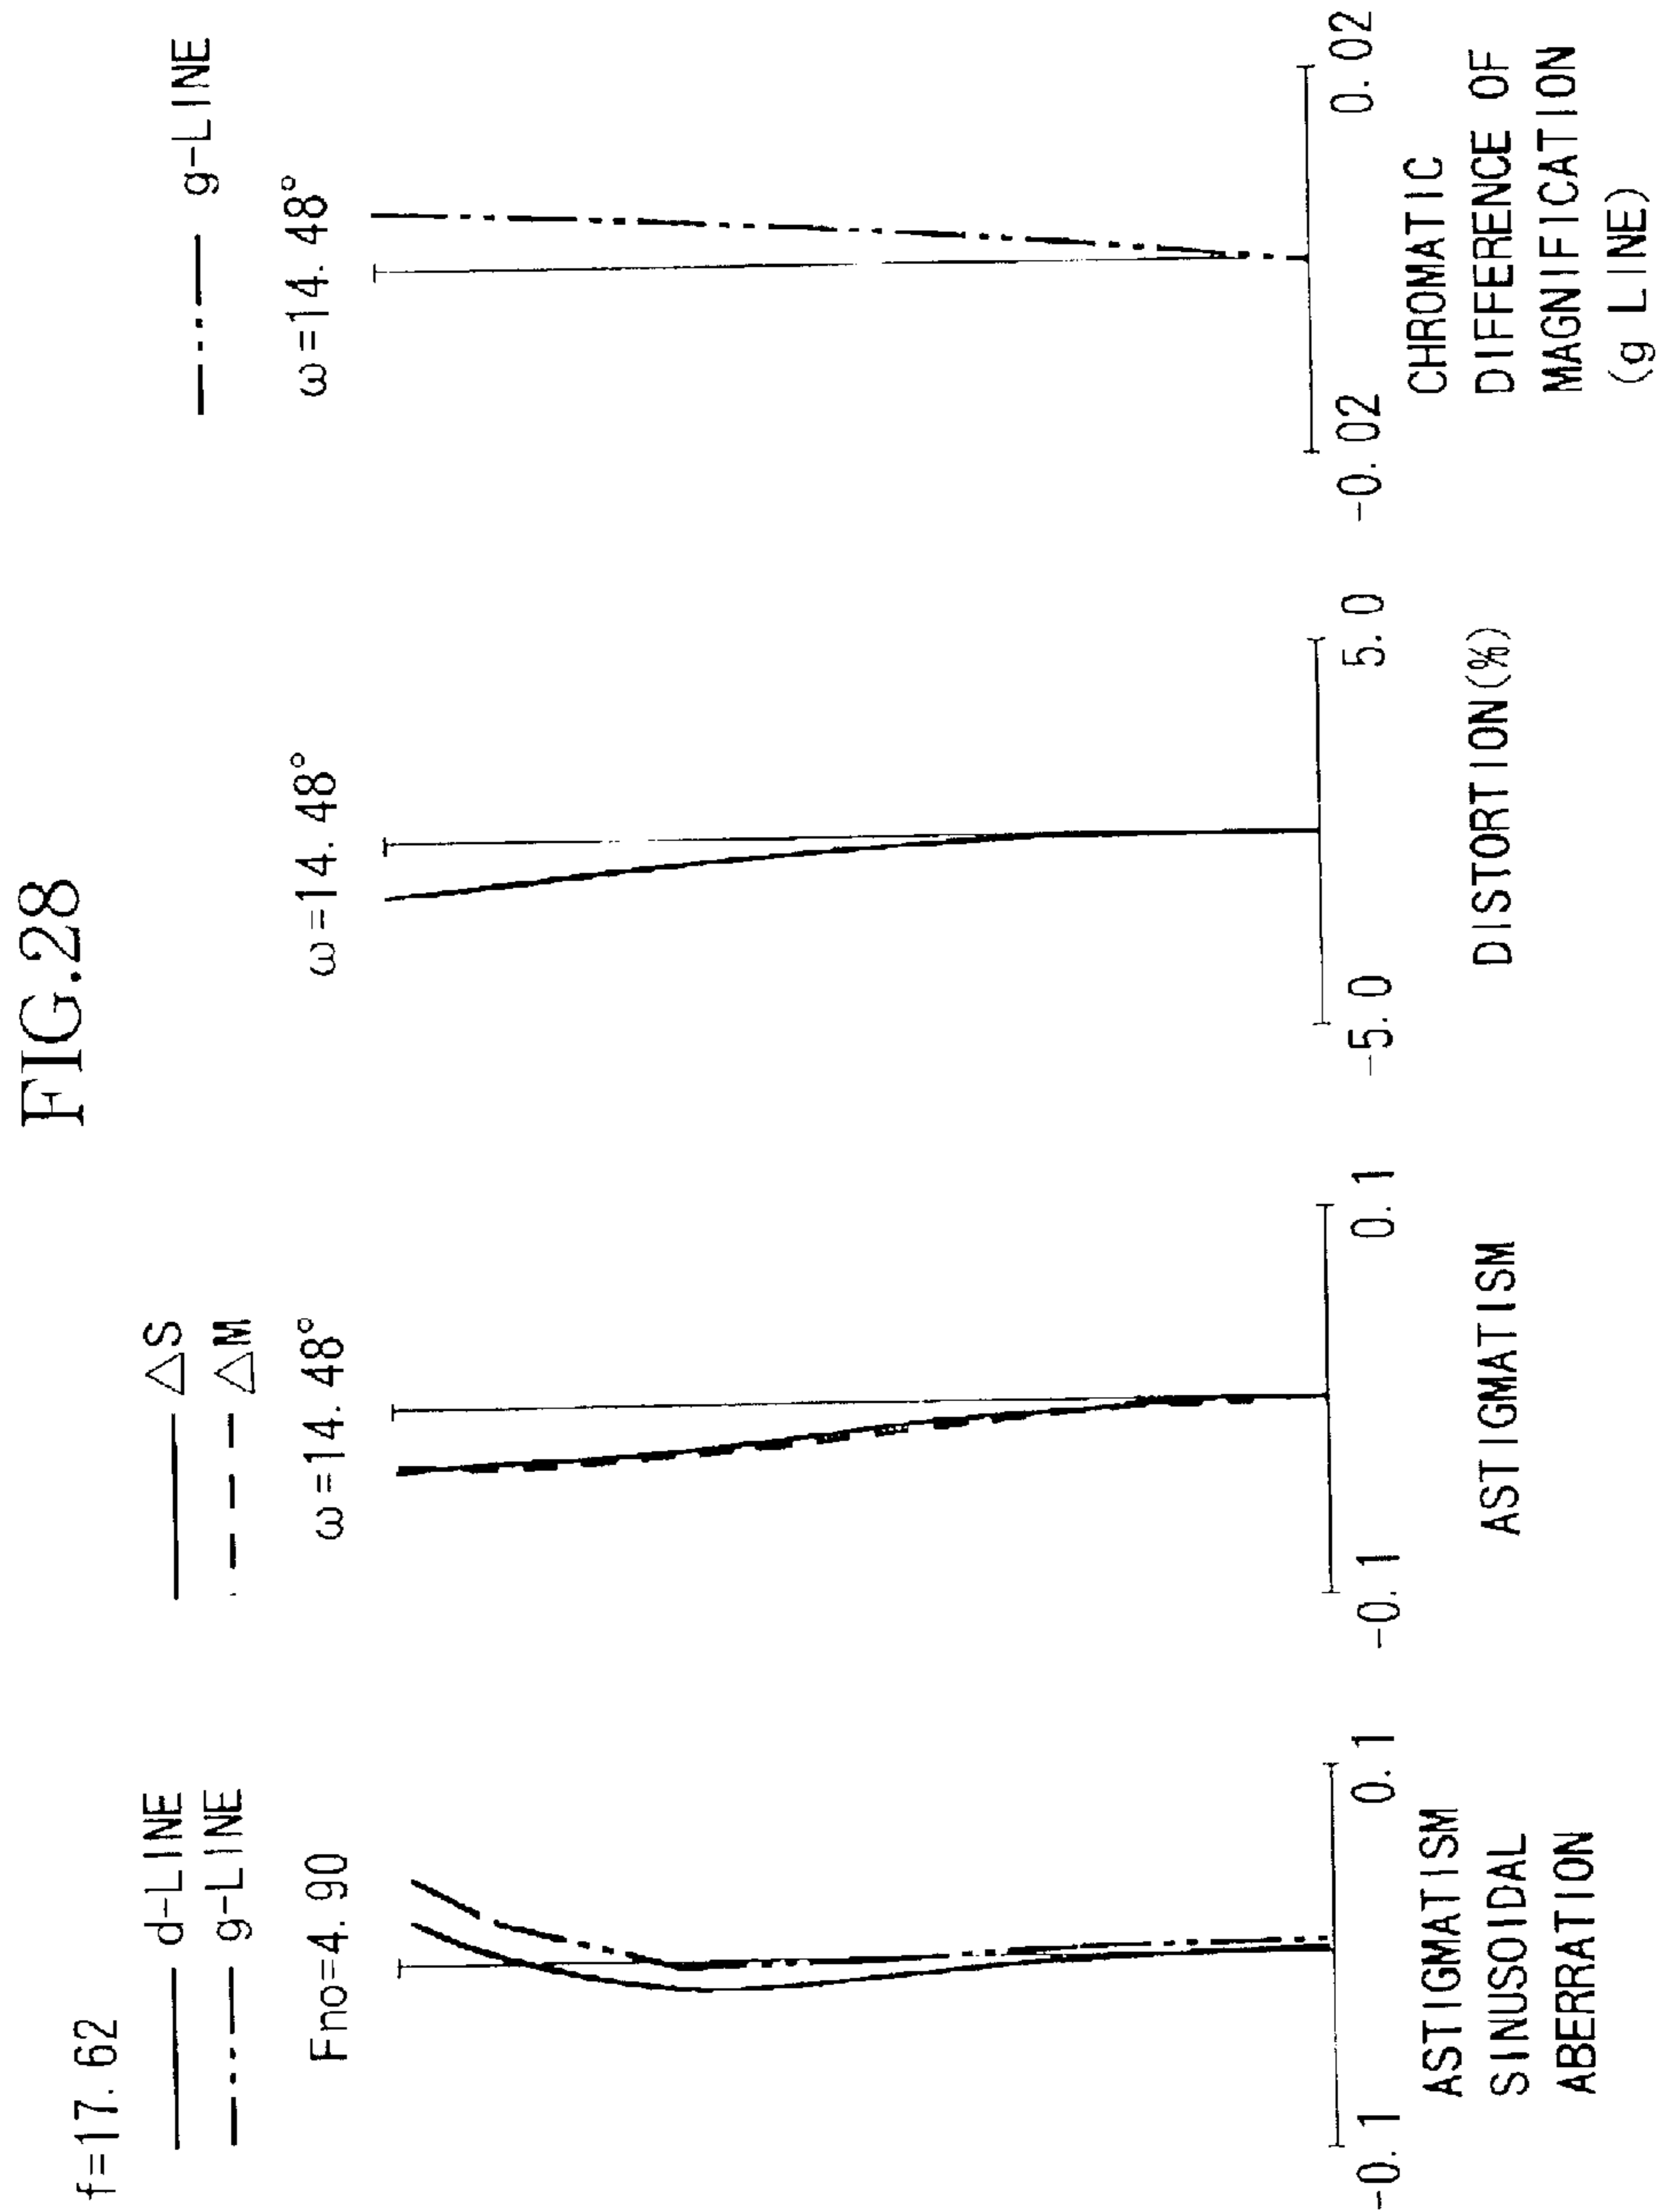 FIG.28
f=17.62
d-LINE
g-LINE
Fno=4.90
-0.1
0.1
ASTIGMATISM
SINUSOIDAL
ABERRATION
△S
△M
ω=14.48°
-0.1
0.1
ASTIGMATISM
ω=14.48°
-5.0
5.0
DISTORTION(%)
g-LINE
ω=14.48°
-0.02
0.02
CHROMATIC
DIFFERENCE OF
MAGNIFICATION
(g LINE)